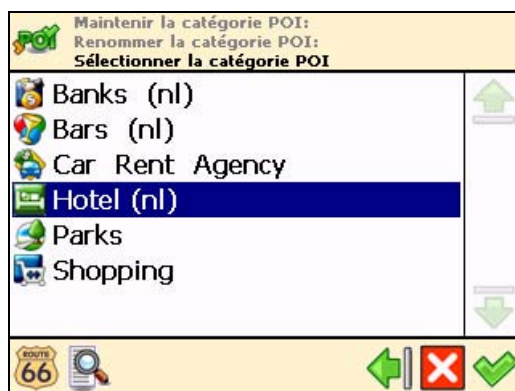 POI
Maintenir la catégorie POI:
Renommer la catégorie POI:
Sélectionner la catégorie POI
Banks (nl)
Bars (nl)
Car Rent Agency
Hotel (nl)
Parks
Shopping
ROUTE
66